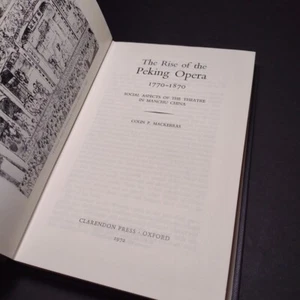 The Rise of the
Peking Opera
1770-1870
SOCIAL ASPECTS OF THE THEATRE
IN MANCHU CHINA
COLIN P. MACKERRAS
CLARENDON PRESS · OXFORD
1972